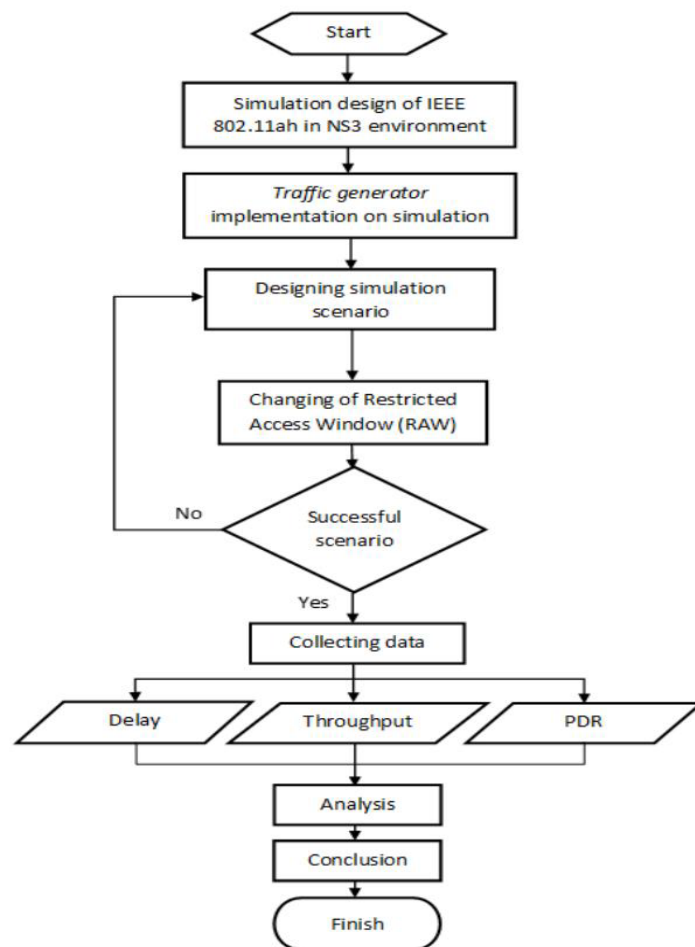 Start
Simulation design of IEEE
802.11ah in NS3 environment
Traffic generator
implementation on simulation
Designing simulation
scenario
Changing of Restricted
Access Window (RAW)
No
Successful
scenario
Yes
Collecting data
Delay
Throughput
PDR
Analysis
Conclusion
Finish